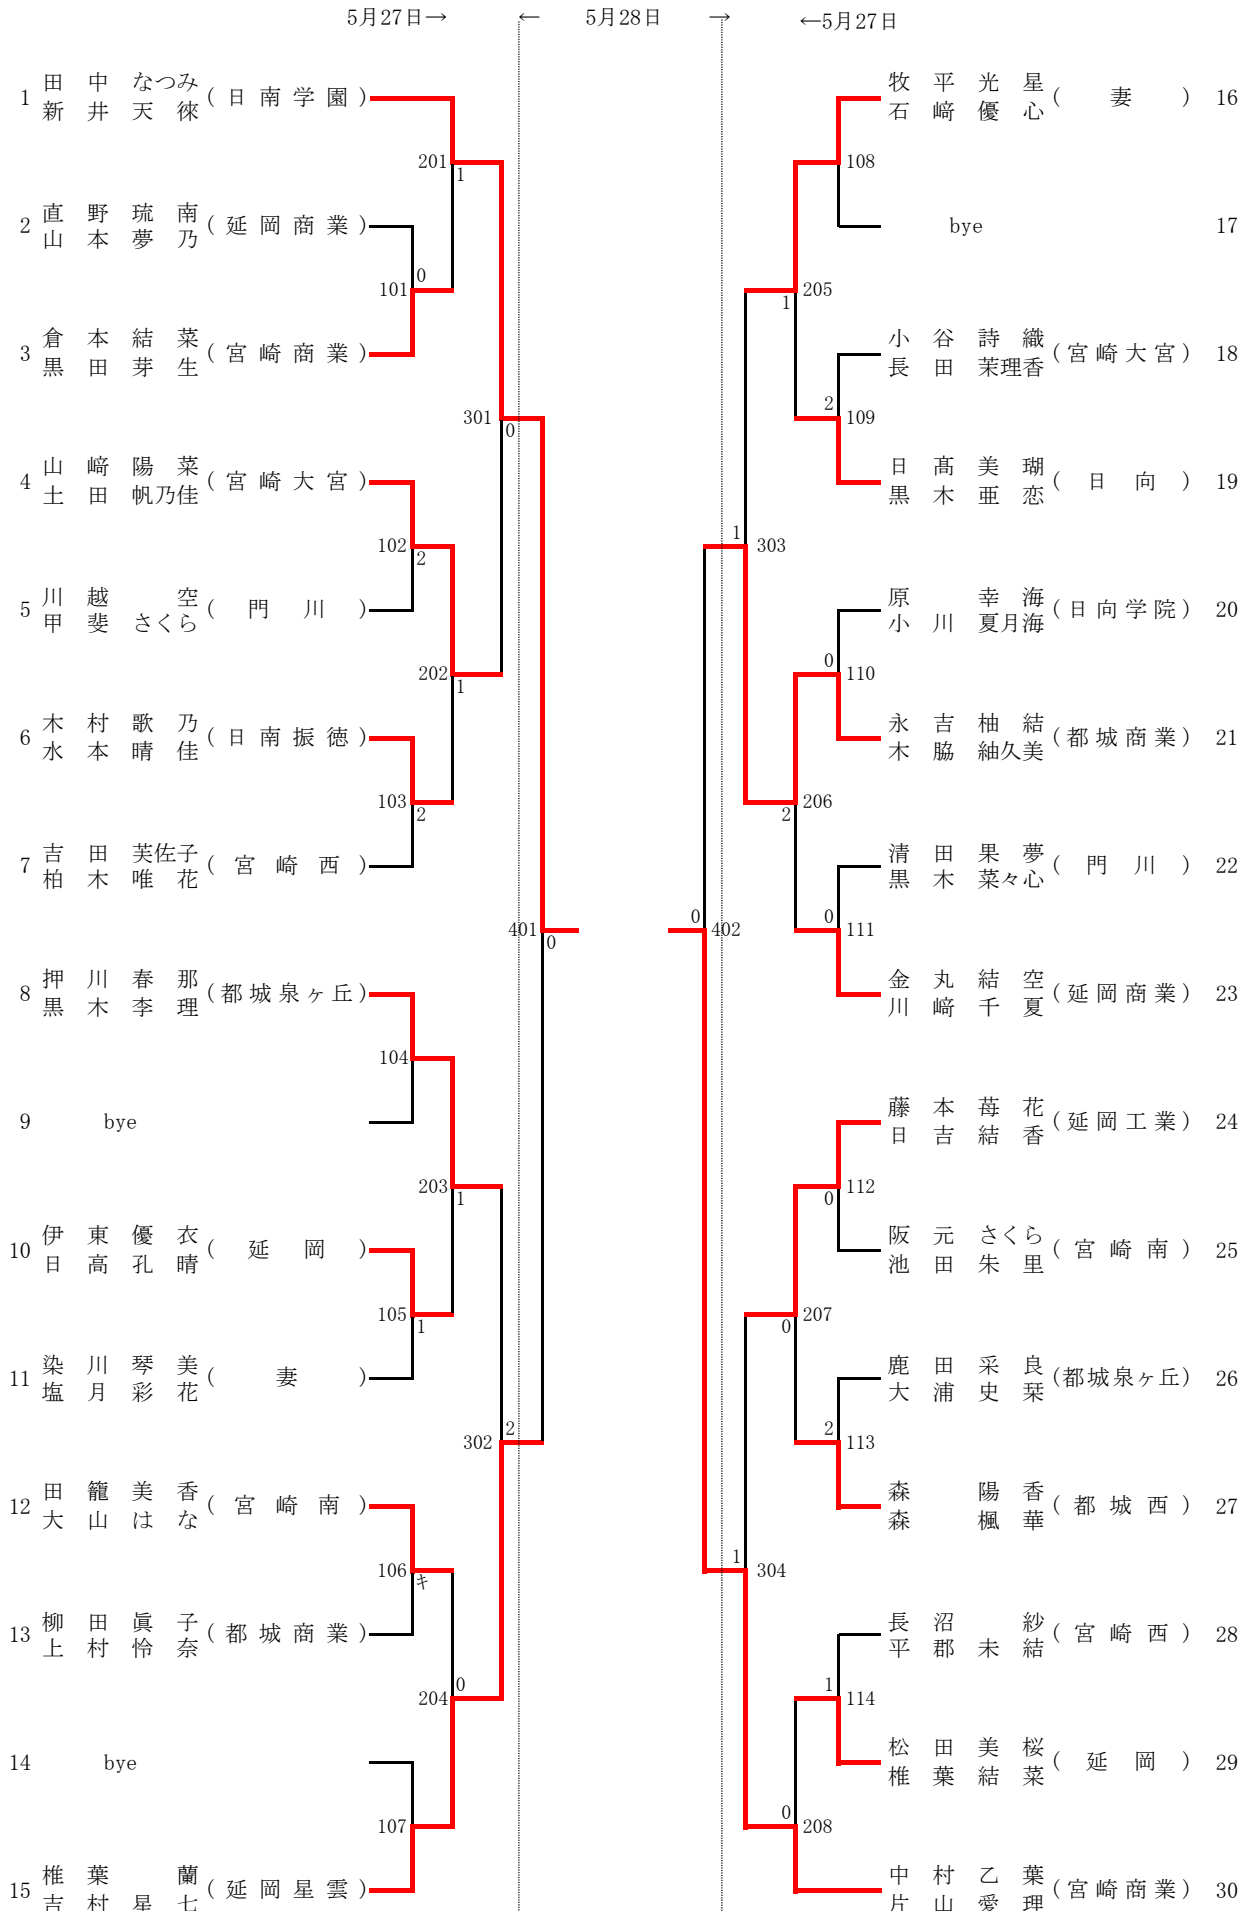 5月27日→ ← 5月28日 → ←5月27日
1 田中 なつみ (日南学園)
新井 天徠
201
1
2 直野 琉南 (延岡商業)
山本 夢乃
0
101
3 倉本 結菜 (宮崎商業)
黒田 芽生
301
0
4 山﨑 陽菜 (宮崎大宮)
土田 帆乃佳
102
2
5 川越 空 (門川)
甲斐 さくら
202
1
6 木村 歌乃 (日南振徳)
水本 晴佳
103
2
7 吉田 芙佐子 (宮崎西)
柏木 唯花
401
0
8 押川 春那 (都城泉ヶ丘)
黒木 李理
104
9 bye
203
1
10 伊東 優衣 (延岡)
日高 孔晴
105
1
11 染川 琴美 (妻)
塩月 彩花
2
302
12 田籠 美香 (宮崎南)
大山 はな
106
キ
13 柳田 眞子 (都城商業)
上村 怜奈
0
204
14 bye
107
15 椎葉 蘭 (延岡星雲)
吉村 星七
牧平 光星 (妻) 16
石﨑 優心
108
bye 17
205
1
小谷 詩織 (宮崎大宮) 18
長田 茉理香
2
109
日髙 美瑚 (日向) 19
黒木 亜恋
1
303
原 幸海 (日向学院) 20
小川 夏月海
0
110
永吉 柚結 (都城商業) 21
木脇 紬久美
206
2
清田 果夢 (門川) 22
黒木 菜々心
0
111
0
402
金丸 結空 (延岡商業) 23
川﨑 千夏
藤本 苺花 (延岡工業) 24
日吉 結香
112
0
阪元 さくら (宮崎南) 25
池田 朱里
207
0
鹿田 采良 (都城泉ヶ丘) 26
大浦 史栞
2
113
森 陽香 (都城西) 27
森 楓華
1
304
長沼 紗 (宮崎西) 28
平郡 未結
1
114
松田 美桜 (延岡) 29
椎葉 結菜
0
208
中村 乙葉 (宮崎商業) 30
片山 愛理